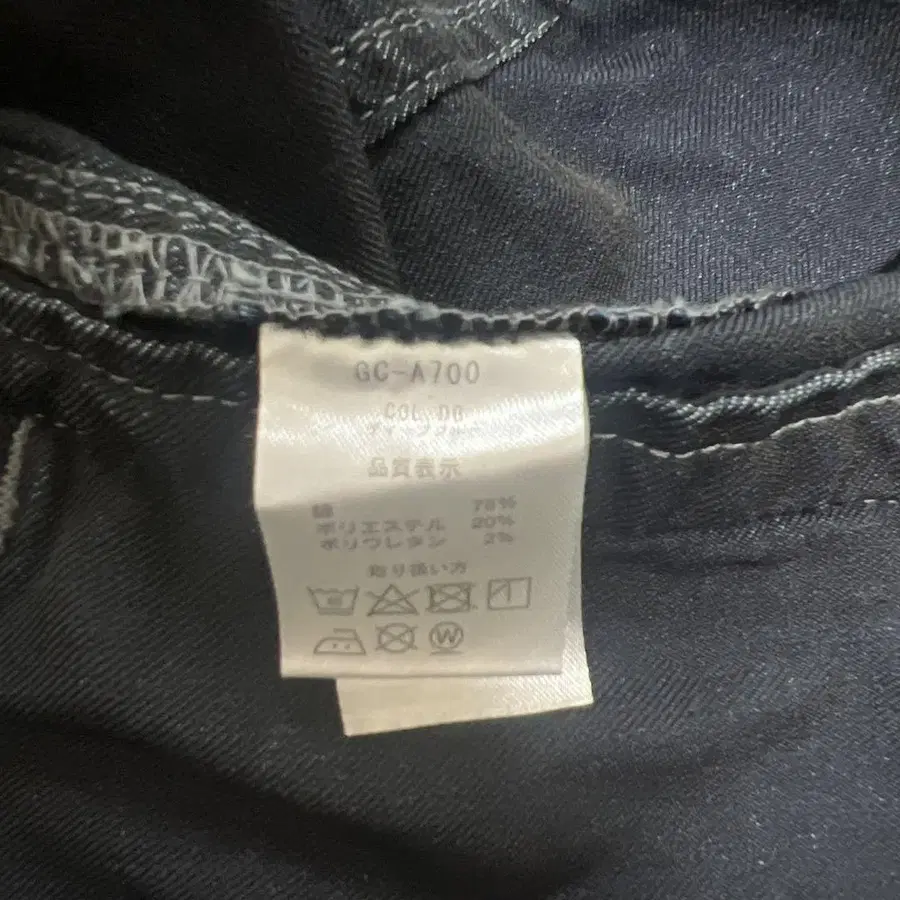 GC-A700
COL
品質表示
綿 78%
ポリエステル 20%
ポリウレタン 2%
取り扱い方
W